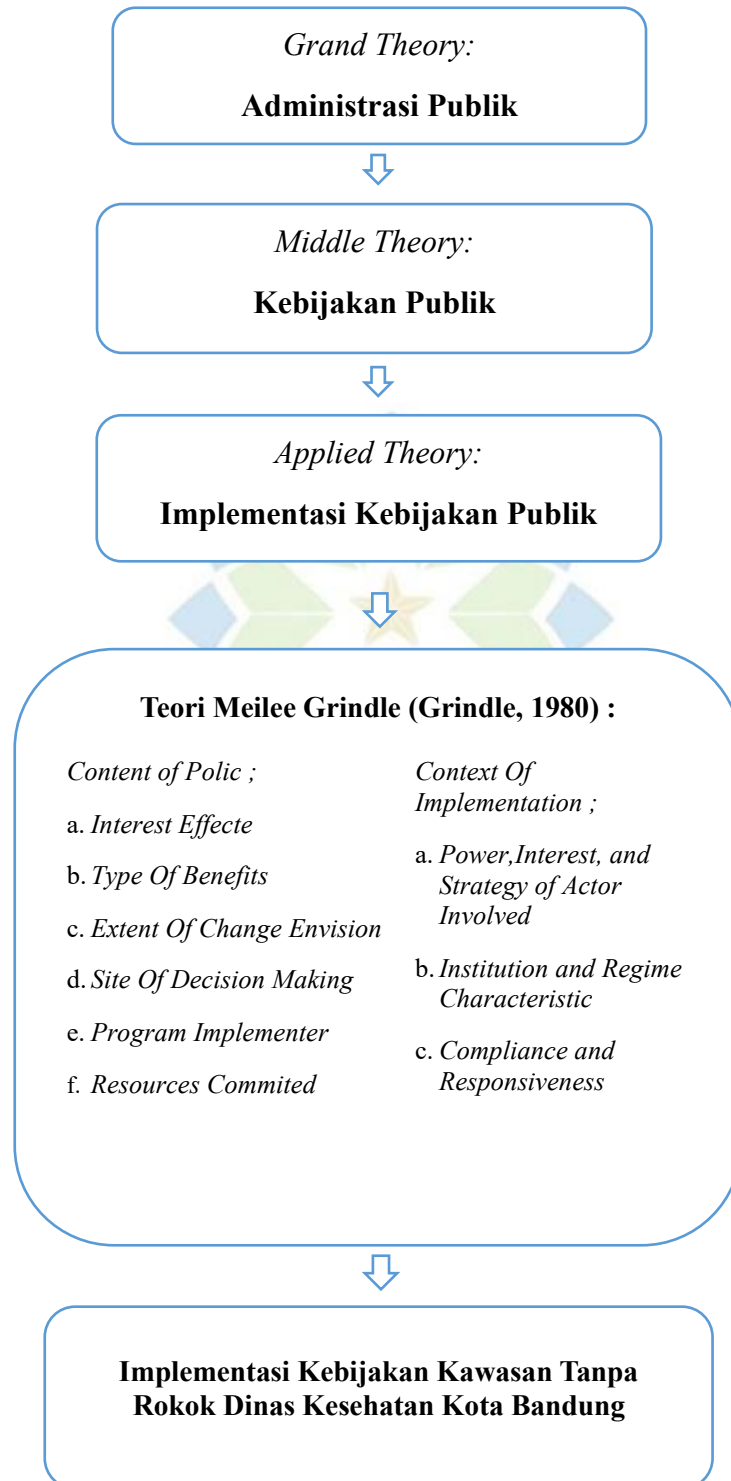 Grand Theory:
Administrasi Publik
Middle Theory:
Kebijakan Publik
Applied Theory:
Implementasi Kebijakan Publik
Teori Meilee Grindle (Grindle, 1980) :
Content of Polic ;
a. Interest Effecte
b. Type Of Benefits
c. Extent Of Change Envision
d. Site Of Decision Making
e. Program Implementer
f. Resources Commited
Context Of
Implementation ;
a. Power,Interest, and
Strategy of Actor
Involved
b. Institution and Regime
Characteristic
c. Compliance and
Responsiveness
Implementasi Kebijakan Kawasan Tanpa
Rokok Dinas Kesehatan Kota Bandung